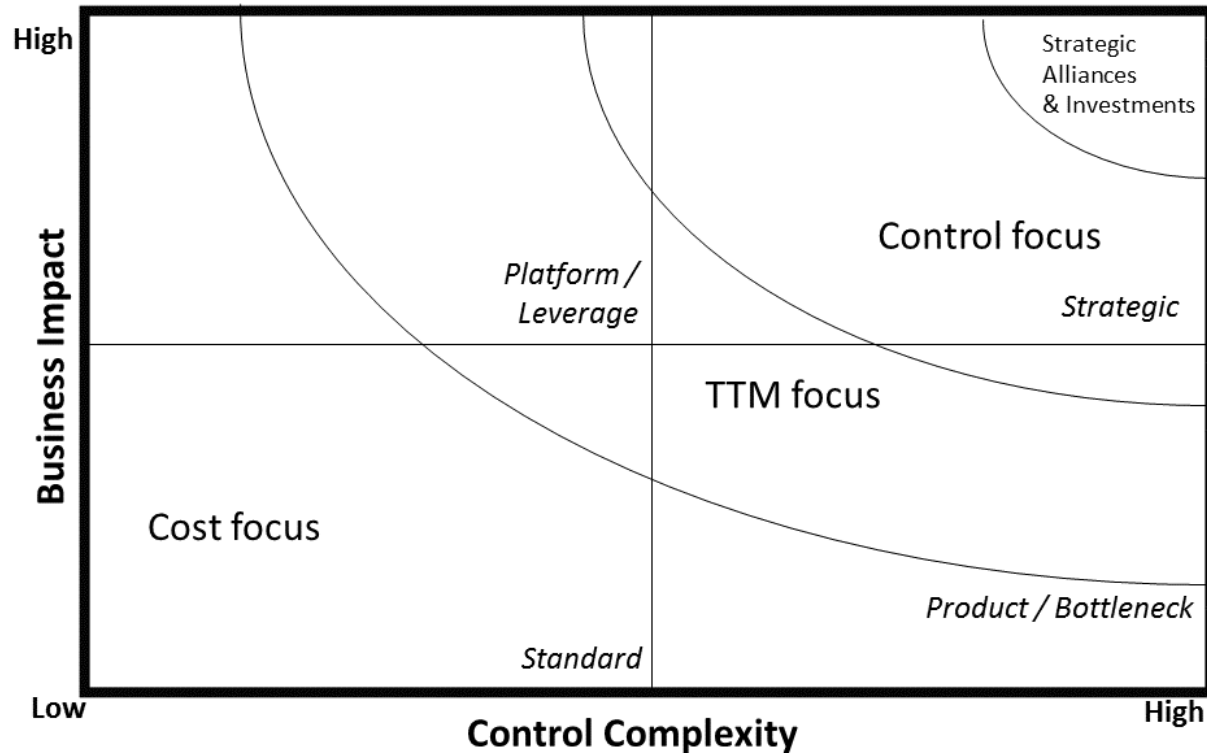 High
Strategic
Alliances
& Investments
Control focus
Platform /
Leverage
Strategic
Business Impact
TTM focus
Cost focus
Product / Bottleneck
Standard
Low
High
Control Complexity